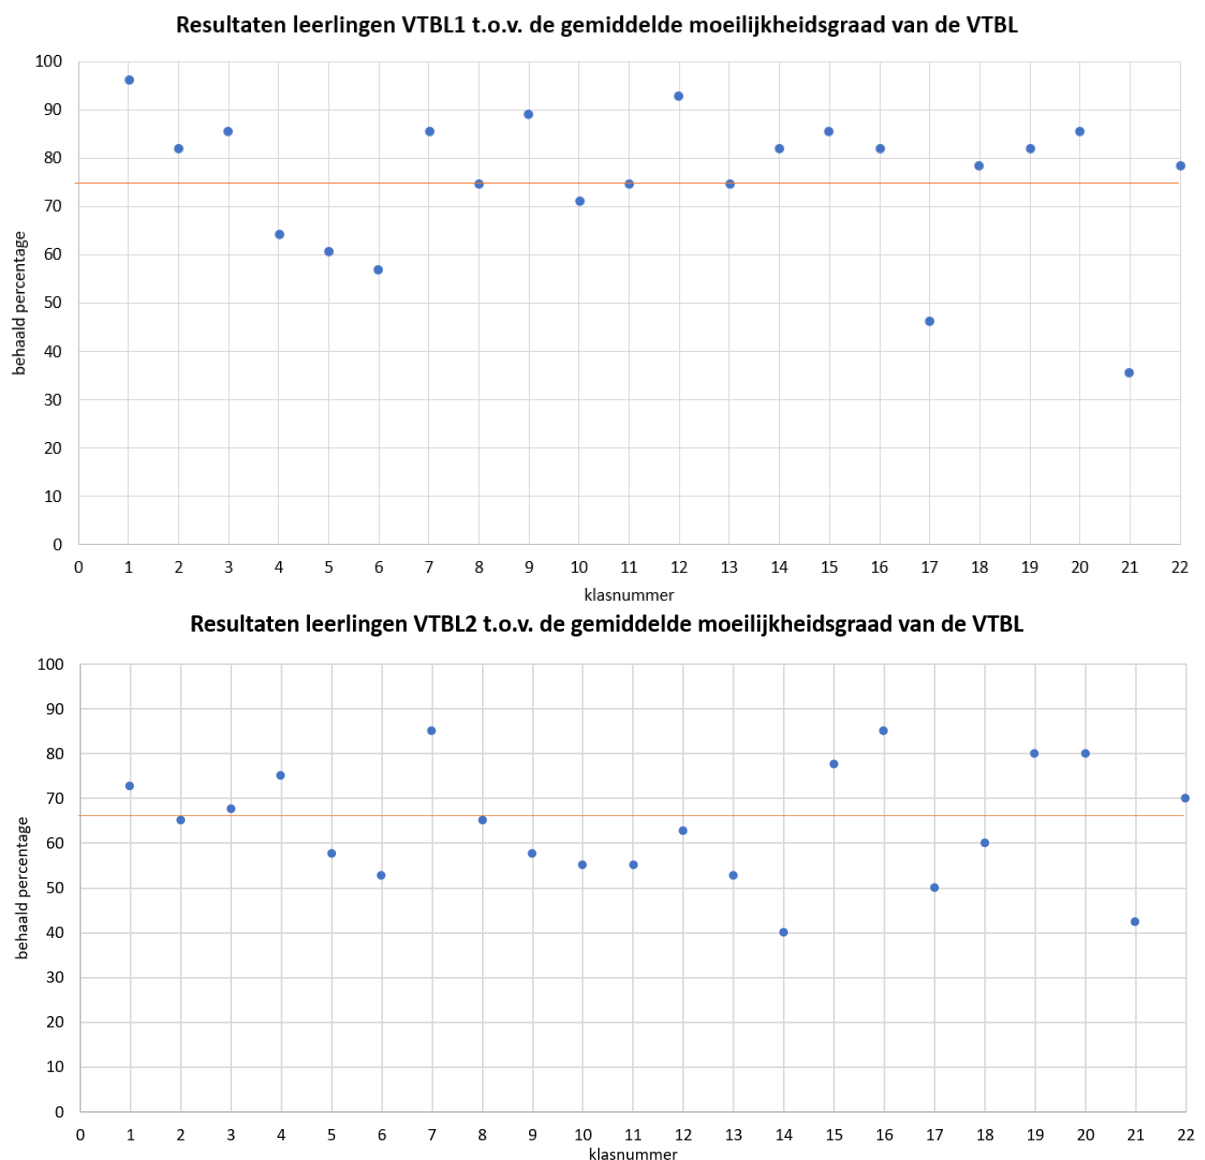 Resultaten leerlingen VTBL1 t.o.v. de gemiddelde moeilijkheidsgraad van de VTBL
100
90
80
70
60
50
40
30
20
10
0
behaald percentage
0 1 2 3 4 5 6 7 8 9 10 11 12 13 14 15 16 17 18 19 20 21 22
klasnummer
Resultaten leerlingen VTBL2 t.o.v. de gemiddelde moeilijkheidsgraad van de VTBL
100
90
80
70
60
50
40
30
20
10
0
behaald percentage
0 1 2 3 4 5 6 7 8 9 10 11 12 13 14 15 16 17 18 19 20 21 22
klasnummer